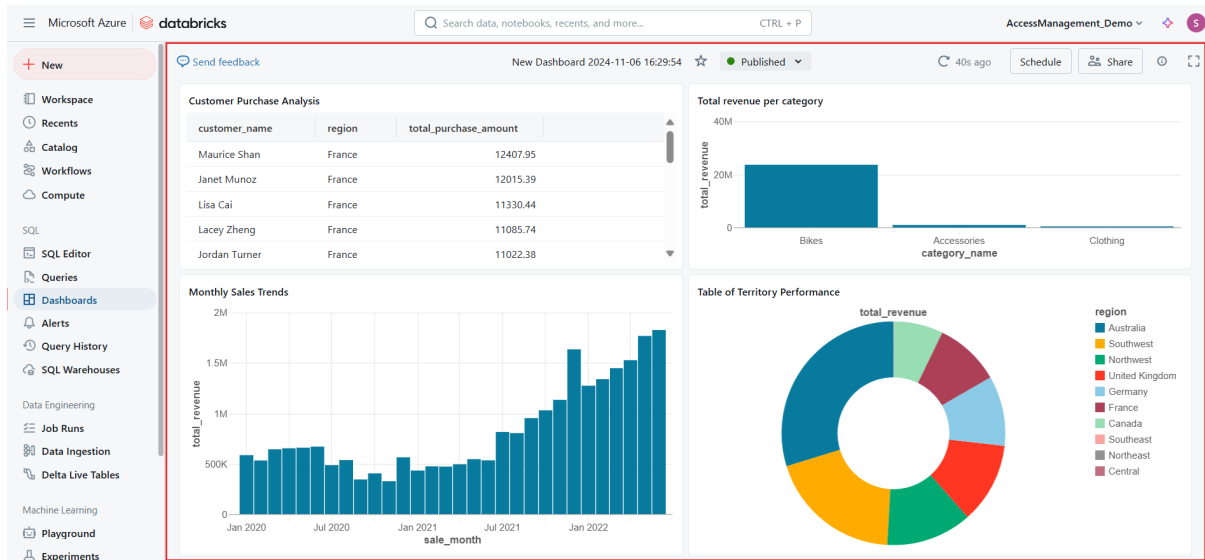 Microsoft Azure databricks Search data, notebooks, recents, and more... CTRL + P AccessManagement_Demo S
New
Workspace
Recents
Catalog
Workflows
Compute
SQL
SQL Editor
Queries
Dashboards
Alerts
Query History
SQL Warehouses
Data Engineering
Job Runs
Data Ingestion
Delta Live Tables
Machine Learning
Playground
Experiments
Send feedback New Dashboard 2024-11-06 16:29:54 Published 40s ago Schedule Share
Customer Purchase Analysis
customer_name region total_purchase_amount
Maurice Shan France 12407.95
Janet Munoz France 12015.39
Lisa Cai France 11330.44
Lacey Zheng France 11085.74
Jordan Turner France 11022.38
Total revenue per category
40M
20M
0
total_revenue
Bikes Accessories Clothing
category_name
Monthly Sales Trends
2M
1.5M
1M
500K
0
total_revenue
Jan 2020 Jul 2020 Jan 2021 Jul 2021 Jan 2022
sale_month
Table of Territory Performance
total_revenue
region
Australia
Southwest
Northwest
United Kingdom
Germany
France
Canada
Southeast
Northeast
Central